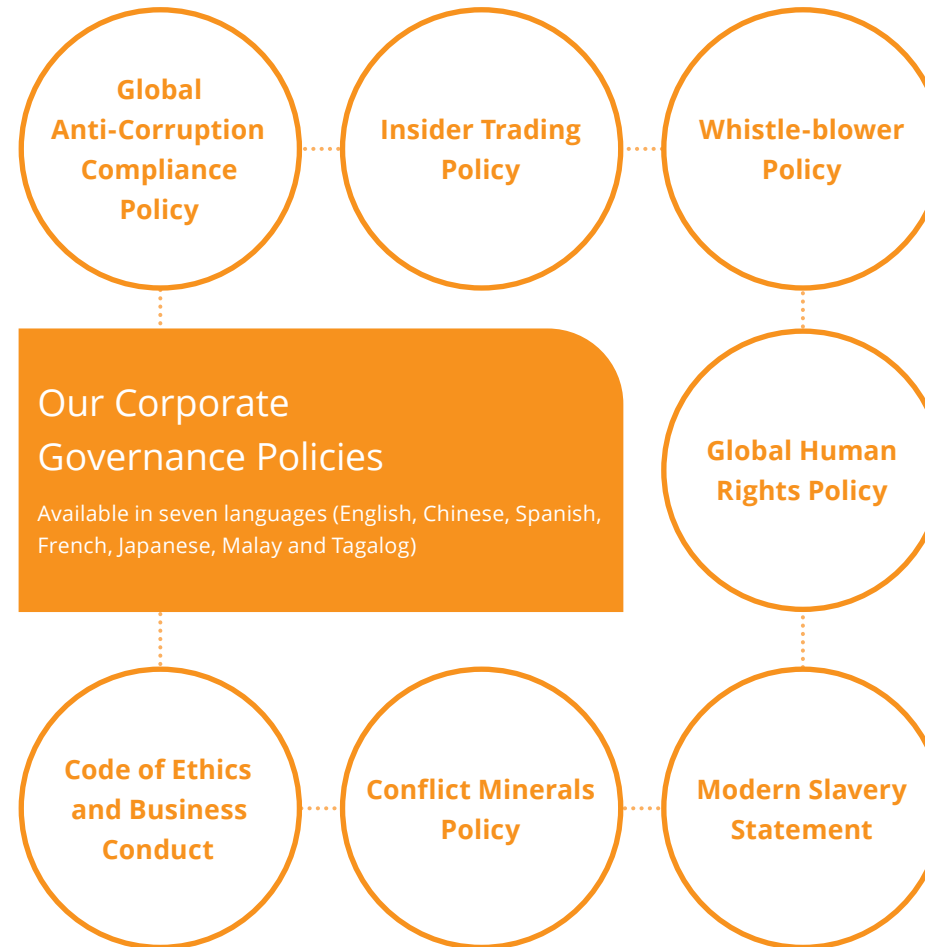 Global
Anti-Corruption
Compliance
Policy
Insider Trading
Policy
Whistle-blower
Policy
Our Corporate
Governance Policies
Available in seven languages (English, Chinese, Spanish,
French, Japanese, Malay and Tagalog)
Global Human
Rights Policy
Code of Ethics
and Business
Conduct
Conflict Minerals
Policy
Modern Slavery
Statement